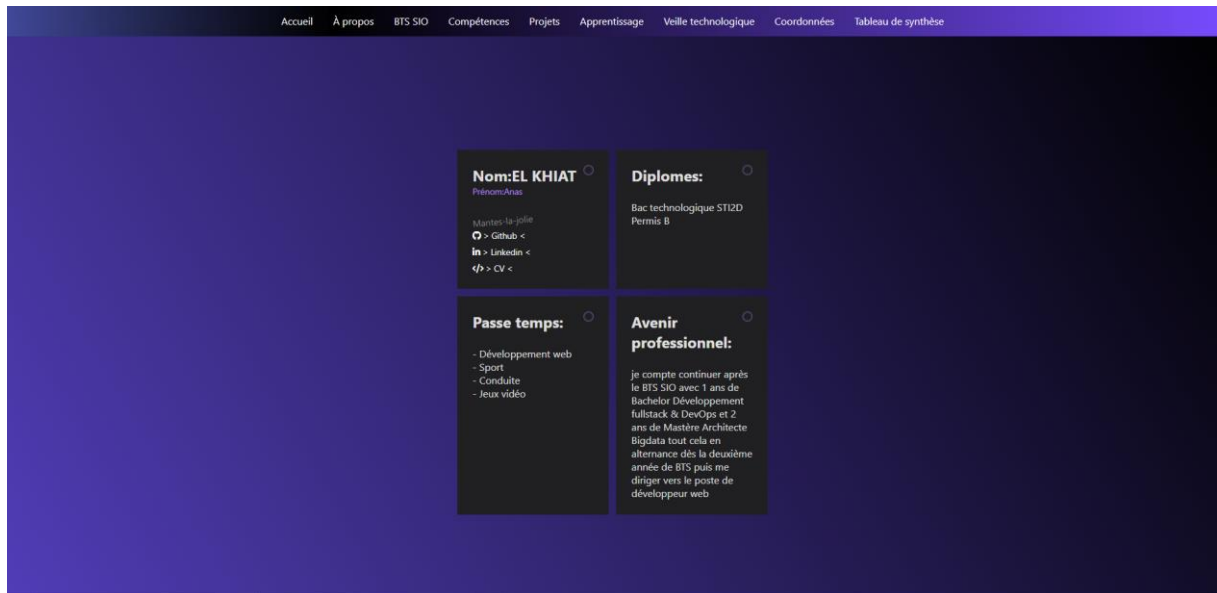 Accueil À propos BTS SIO Compétences Projets Apprentissage Veille technologique Coordonnées Tableau de synthèse
Nom:EL KHIAT
Prénom:Anas
Mantes-la-jolie
> Github <
> Linkedin <
> CV <
Diplomes:
Bac technologique STI2D
Permis B
Passe temps:
- Développement web
- Sport
- Conduite
- Jeux vidéo
Avenir
professionnel:
je compte continuer après
le BTS SIO avec 1 ans de
Bachelor Développement
fullstack & DevOps et 2
ans de Mastère Architecte
Bigdata tout cela en
alternance dès la deuxième
année de BTS puis me
diriger vers le poste de
développeur web